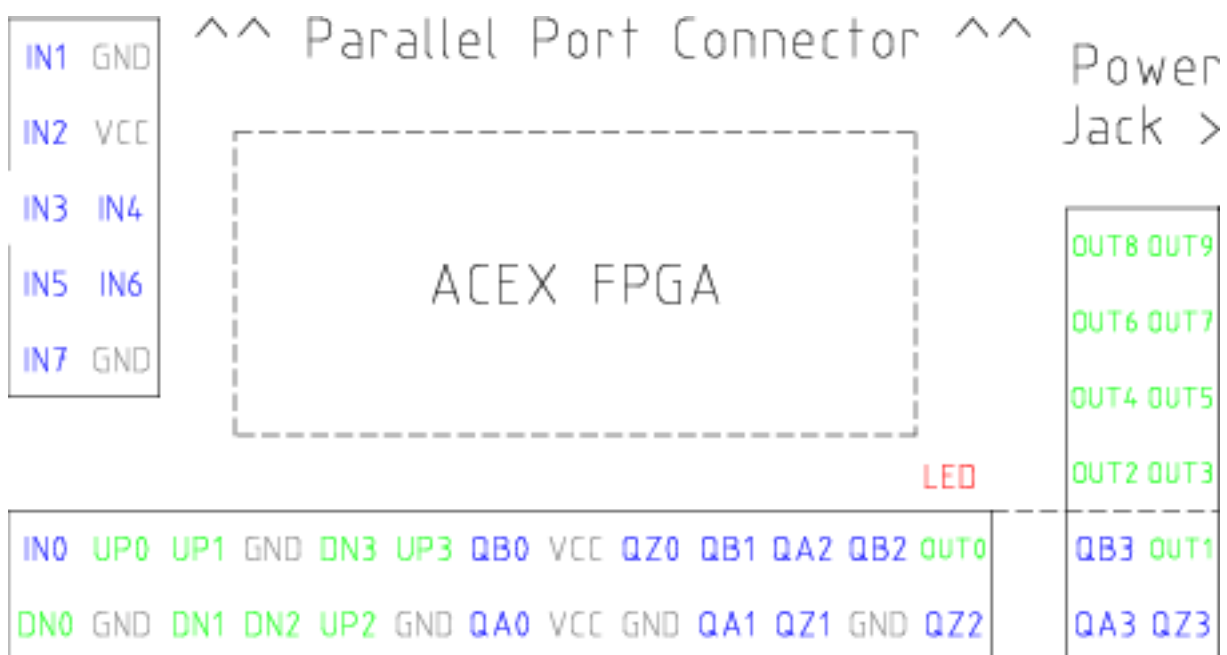 ^^ Parallel Port Connector ^^
Power
Jack >
IN1 GND
IN2 VCC
IN3 IN4
IN5 IN6
IN7 GND
ACEX FPGA
OUT8 OUT9
OUT6 OUT7
OUT4 OUT5
OUT2 OUT3
LED
IN0 UP0 UP1 GND DN3 UP3 QB0 VCC QZ0 QB1 QA2 QB2 OUT0
DN0 GND DN1 DN2 UP2 GND QA0 VCC GND QA1 QZ1 GND QZ2
QB3 OUT1
QA3 QZ3